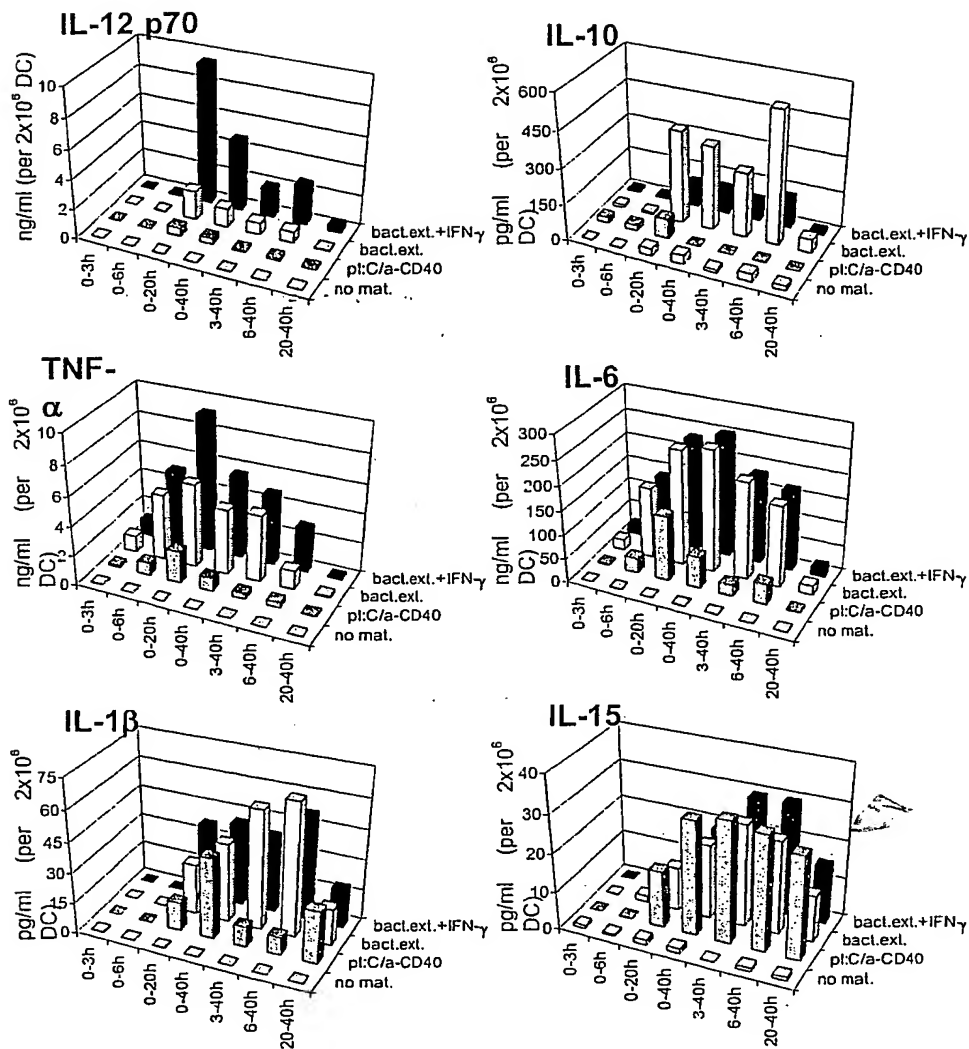 IL-12 p70
ng/ml (per 2x10⁶ DC)
10
8
6
4
2
0
0-3h
0-6h
0-20h
0-40h
3-40h
6-40h
20-40h
bact.ext.+IFN-γ
bact.ext.
pI:C/a-CD40
no mat.
IL-10
pg/ml (per 2x10⁶
DC)
600
450
300
150
0
0-3h
0-6h
0-20h
0-40h
3-40h
6-40h
20-40h
bact.ext.+IFN-γ
bact.ext.
pI:C/a-CD40
no mat.
TNF-
α
ng/ml (per 2x10⁶
DC)
10
8
6
4
2
0
0-3h
0-6h
0-20h
0-40h
3-40h
6-40h
20-40h
bact.ext.+IFN-γ
bact.ext.
pI:C/a-CD40
no mat.
IL-6
pg/ml (per 2x10⁶
DC)
300
250
200
150
100
50
0
0-3h
0-6h
0-20h
0-40h
3-40h
6-40h
20-40h
bact.ext.+IFN-γ
bact.ext.
pI:C/a-CD40
no mat.
IL-1β
pg/ml (per 2x10⁶
DC)
75
60
45
30
15
0
0-3h
0-6h
0-20h
0-40h
3-40h
6-40h
20-40h
bact.ext.+IFN-γ
bact.ext.
pI:C/a-CD40
no mat.
IL-15
pg/ml (per 2x10⁶
DC)
40
30
20
10
0
0-3h
0-6h
0-20h
0-40h
3-40h
6-40h
20-40h
bact.ext.+IFN-γ
bact.ext.
pI:C/a-CD40
no mat.